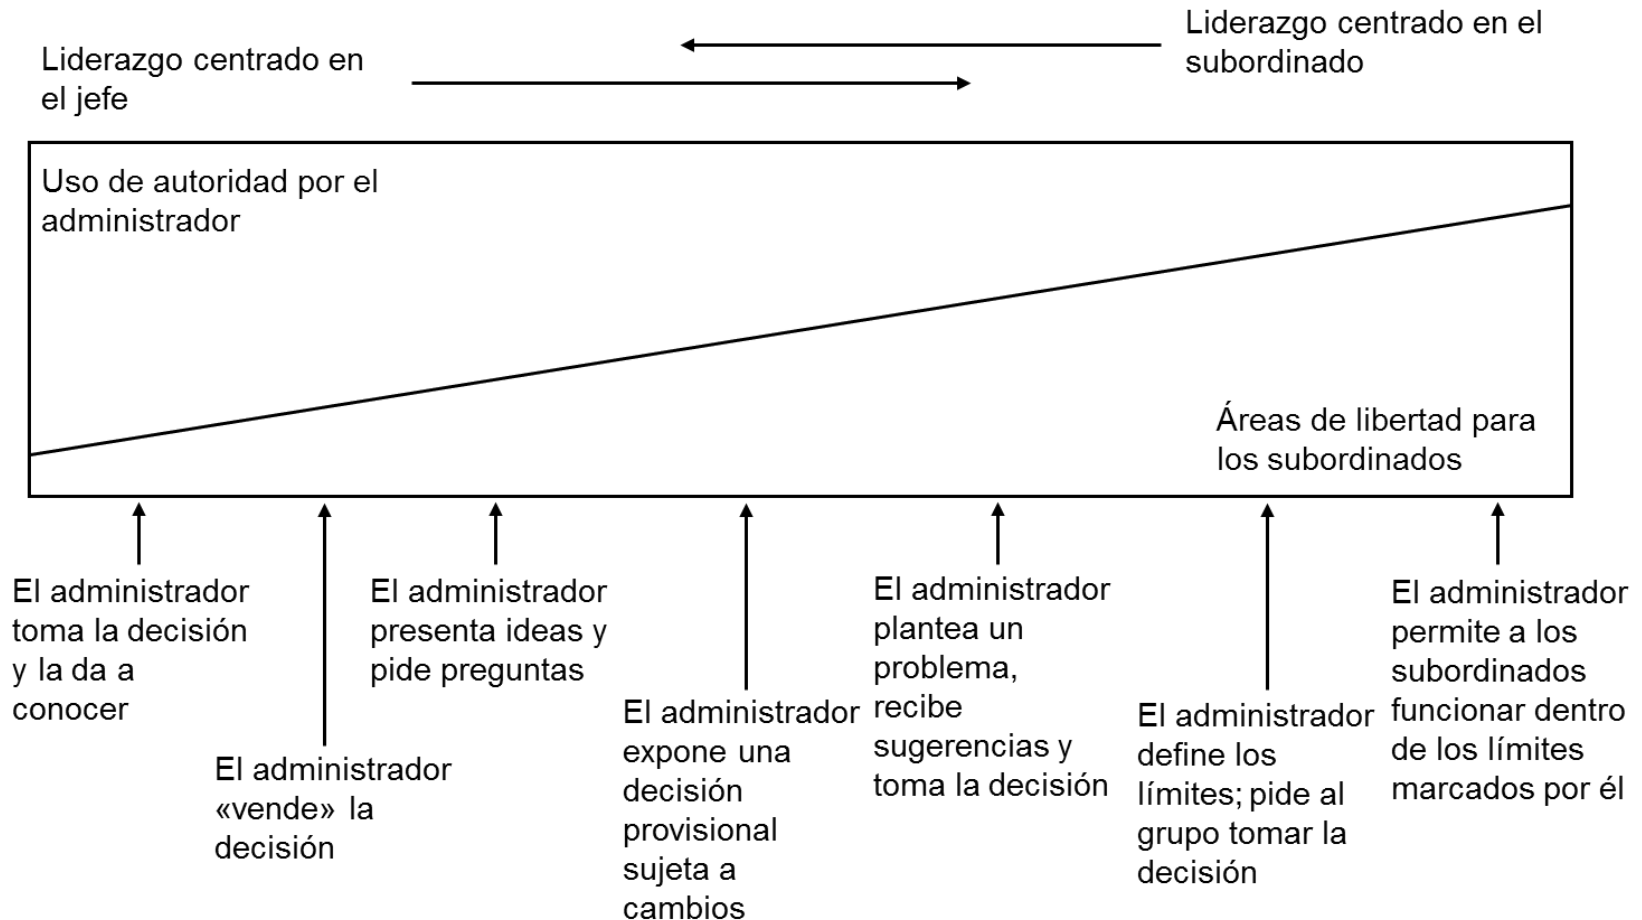 Liderazgo centrado en
el jefe
Liderazgo centrado en el
subordinado
Uso de autoridad por el
administrador
Áreas de libertad para
los subordinados
El administrador
toma la decisión
y la da a
conocer
El administrador
«vende» la
decisión
El administrador
presenta ideas y
pide preguntas
El administrador
expone una
decisión
provisional
sujeta a
cambios
El administrador
plantea un
problema,
recibe
sugerencias y
toma la decisión
El administrador
define los
límites; pide al
grupo tomar la
decisión
El administrador
permite a los
subordinados
funcionar dentro
de los límites
marcados por él